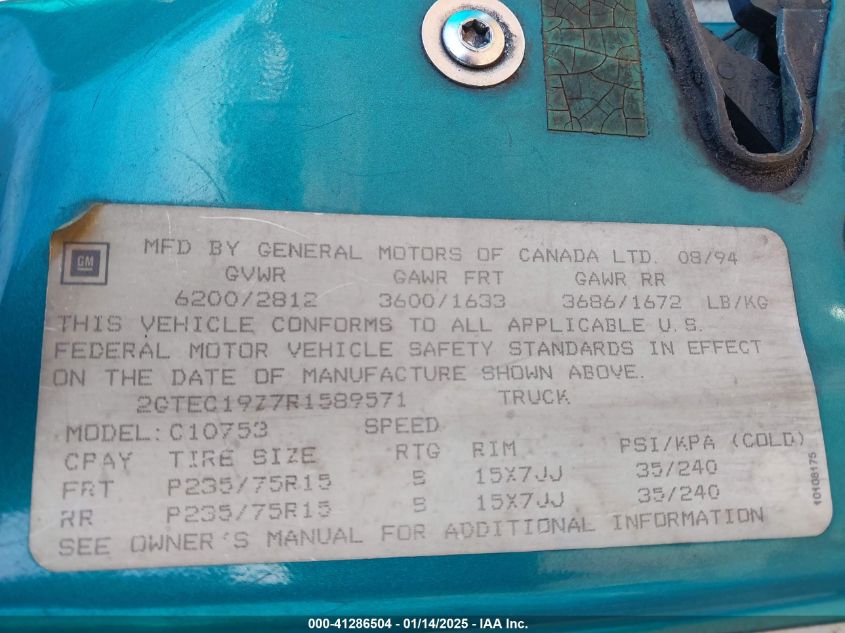 GM
MFD BY GENERAL MOTORS OF CANADA LTD. 08/94
GVWR GAWR FRT GAWR RR
6200/2812 3600/1633 3686/1672 LB/KG
THIS VEHICLE CONFORMS TO ALL APPLICABLE U.S.
FEDERAL MOTOR VEHICLE SAFETY STANDARDS IN EFFECT
ON THE DATE OF MANUFACTURE SHOWN ABOVE.
2GTEC19Z7R1589571 TRUCK
MODEL: C10753 SPEED
CPAY TIRE SIZE RTG RIM PSI/KPA (COLD)
FRT P235/75R15 S 15X7JJ 35/240
RR P235/75R15 S 15X7JJ 35/240
SEE OWNER'S MANUAL FOR ADDITIONAL INFORMATION
10108175
000-41286504 - 01/14/2025 - IAA Inc.